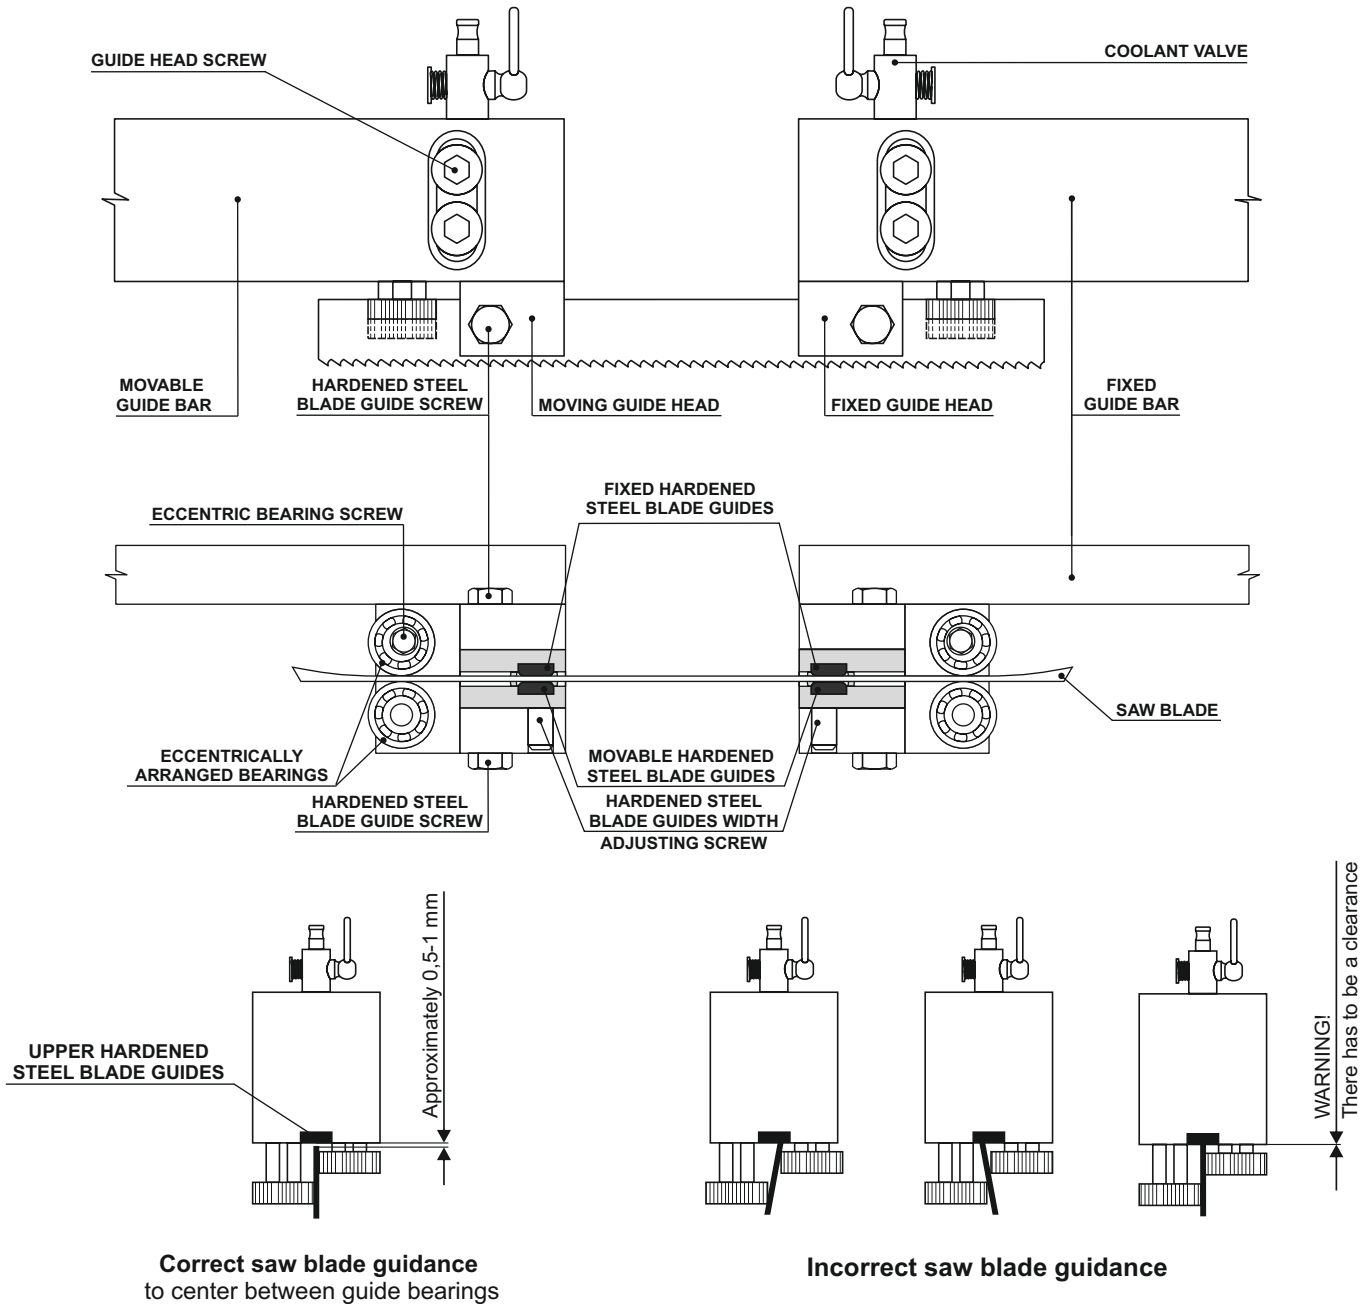 GUIDE HEAD SCREW
COOLANT VALVE
MOVABLE
GUIDE BAR
HARDENED STEEL
BLADE GUIDE SCREW
MOVING GUIDE HEAD
FIXED GUIDE HEAD
FIXED
GUIDE BAR
FIXED HARDENED
STEEL BLADE GUIDES
ECCENTRIC BEARING SCREW
SAW BLADE
ECCENTRICALLY
ARRANGED BEARINGS
MOVABLE HARDENED
STEEL BLADE GUIDES
HARDENED STEEL
BLADE GUIDE SCREW
HARDENED STEEL
BLADE GUIDES WIDTH
ADJUSTING SCREW
UPPER HARDENED
STEEL BLADE GUIDES
Approximately 0,5-1 mm
WARNING!
There has to be a clearance
Correct saw blade guidance
to center between guide bearings
Incorrect saw blade guidance